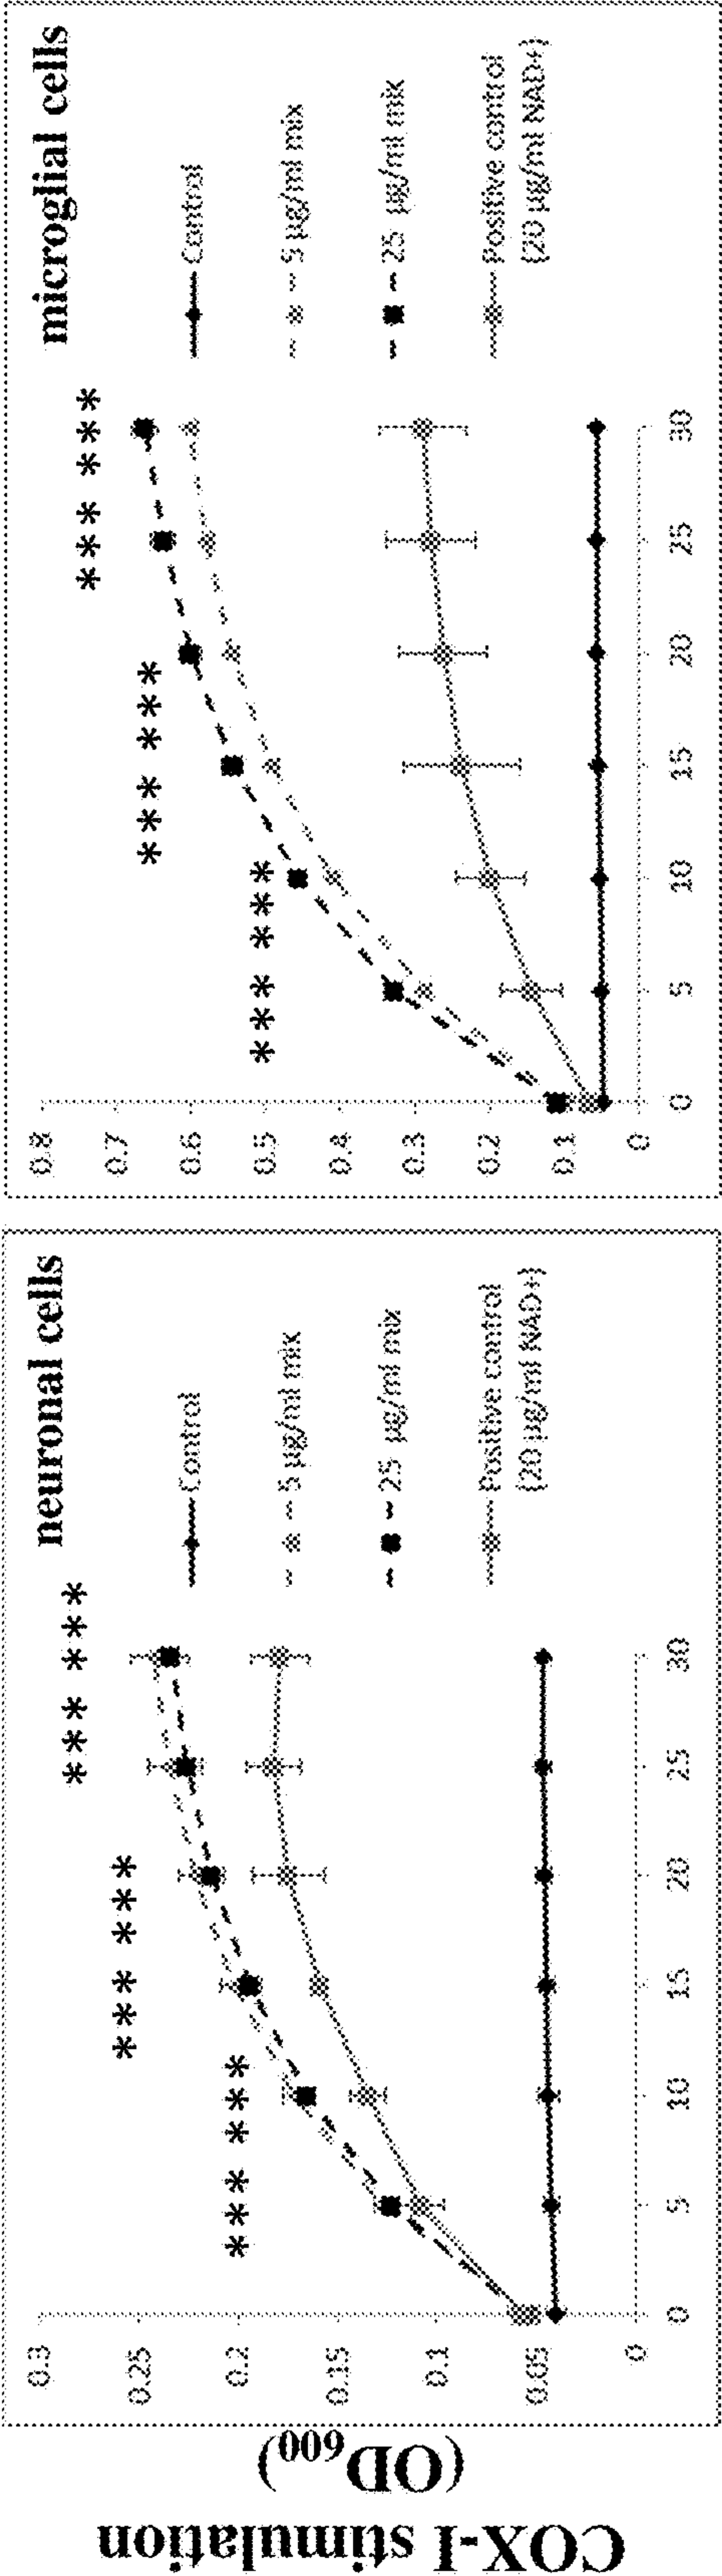 COX-I stimulation
(OD600)
neuronal cells
0.3
0.25
0.2
0.15
0.1
0.05
0
0 5 10 15 20 25 30
*** ***
*** ***
*** ***
Control
5 µg/ml mix
25 µg/ml mix
Positive control
(20 µg/ml NAD+)
microglial cells
0.8
0.7
0.6
0.5
0.4
0.3
0.2
0.1
0
0 5 10 15 20 25 30
*** ***
*** ***
*** ***
Control
5 µg/ml mix
25 µg/ml mix
Positive control
(20 µg/ml NAD+)